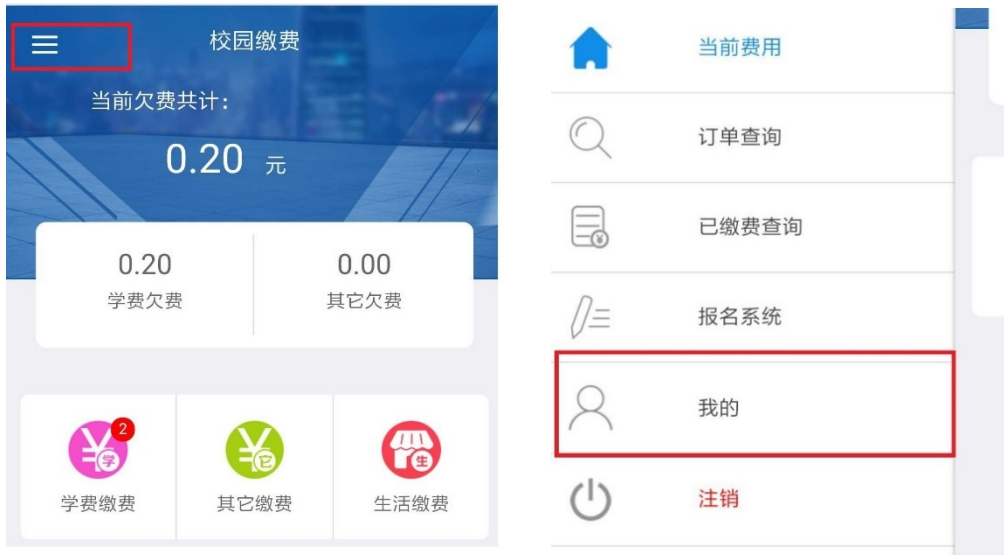 校园缴费
当前欠费共计：
0.20 元
0.20
学费欠费
0.00
其它欠费
2
学
学费缴费
它
其它缴费
生
生活缴费
当前费用
订单查询
已缴费查询
报名系统
我的
注销